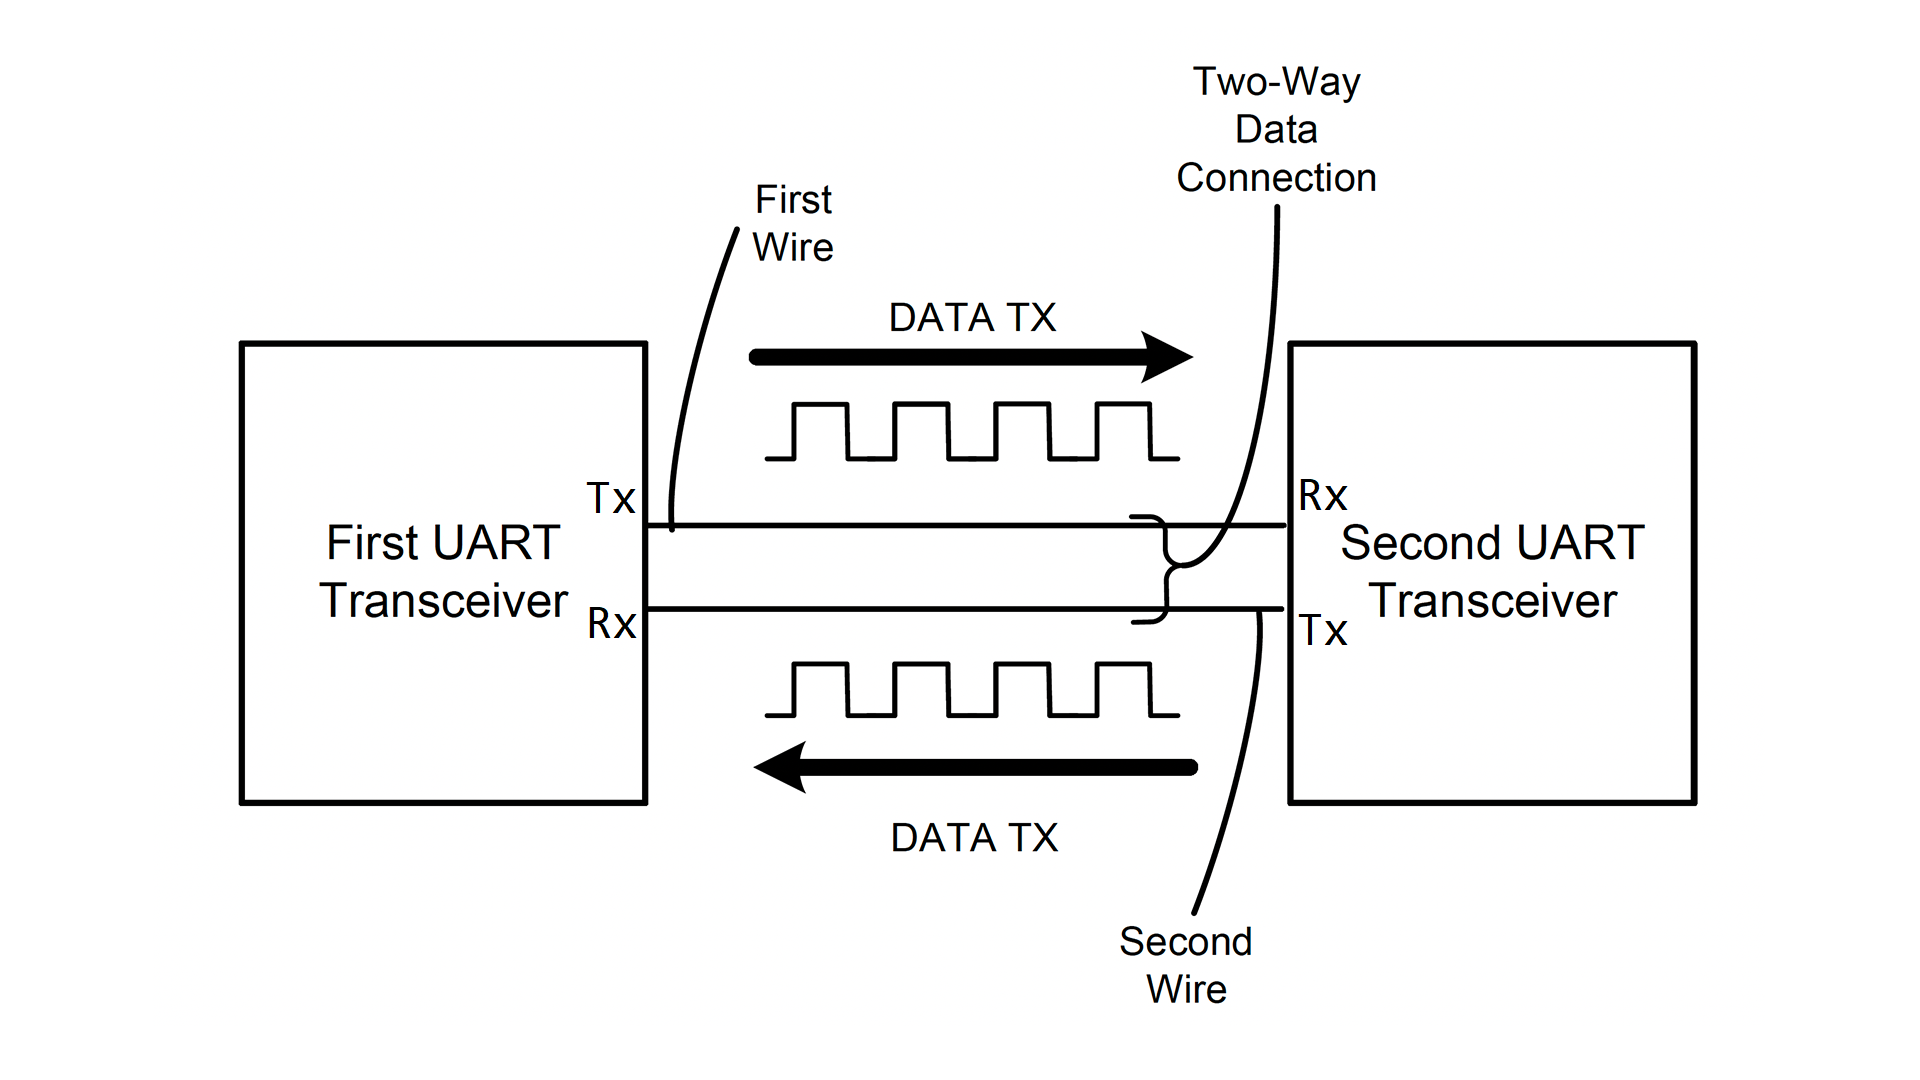 Two-Way
Data
Connection
First
Wire
DATA TX
Tx
Rx
First UART
Transceiver
Second UART
Transceiver
Rx
Tx
DATA TX
Second
Wire